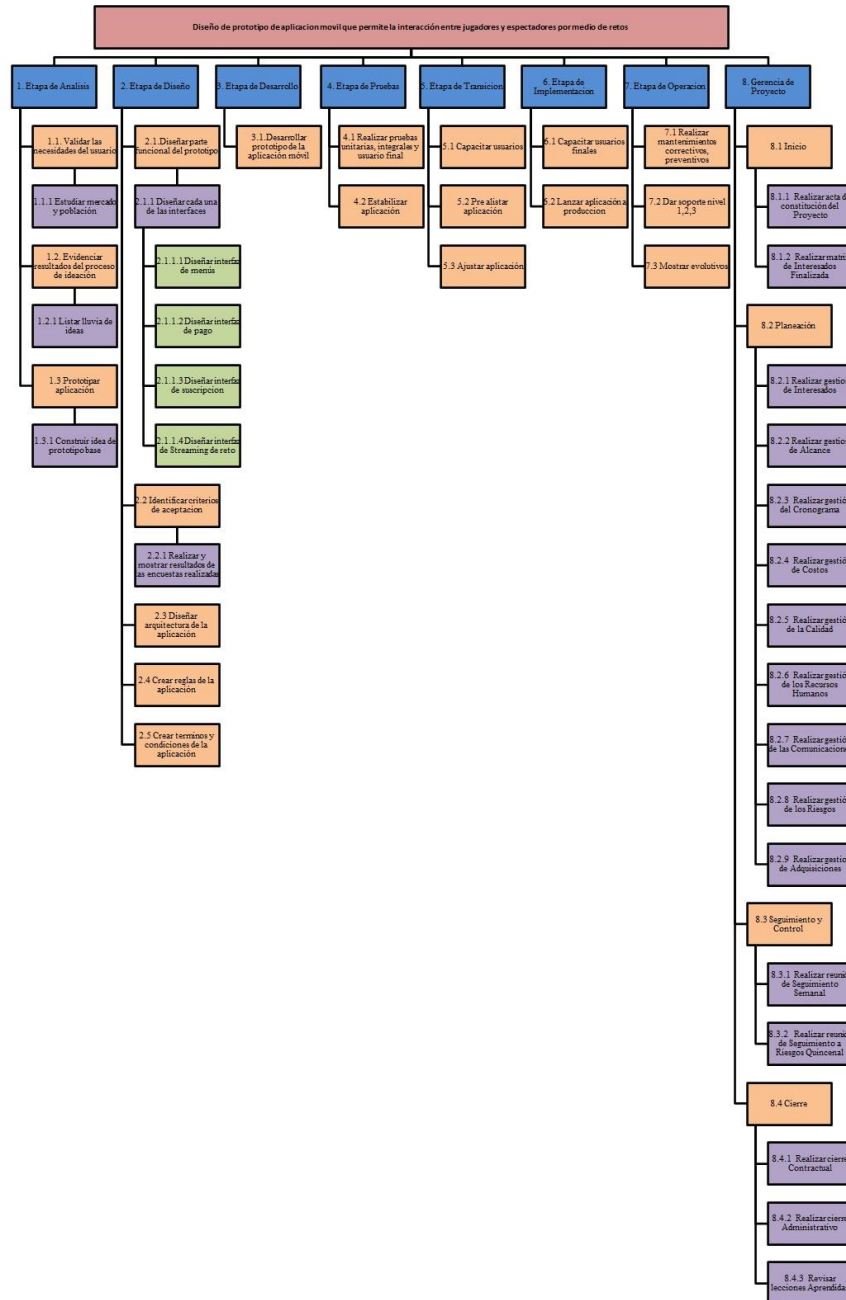 Diseño de prototipo de aplicacion movil que permite la interacción entre jugadores y espectadores por medio de retos
1. Etapa de Analisis
2. Etapa de Diseño
3. Etapa de Desarrollo
4. Etapa de Pruebas
5. Etapa de Transicion
6. Etapa de
Implementacion
7. Etapa de Operacion
8. Gerencia de
Proyecto
1.1. Validar las
necesidades del usuario
1.1.1 Estudiar mercado
y población
1.2. Evidenciar
resultados del proceso
de ideación
1.2.1 Listar lluvia de
ideas
1.3 Prototipar
aplicación
1.3.1 Construir idea de
prototipo base
2.1.Diseñar parte
funcional del prototipo
2.1.1 Diseñar cada una
de las interfaces
2.1.1.1 Diseñar interfaz
de menús
2.1.1.2 Diseñar interfaz
de pago
2.1.1.3 Diseñar interfaz
de suscripcion
2.1.1.4 Diseñar interfaz
de Streaming de reto
2.2 Identificar criterios
de aceptacion
2.2.1 Realizar y
mostrar resultados de
las encuestas realizadas
2.3 Diseñar
arquitectura de la
aplicación
2.4 Crear reglas de la
aplicación
2.5 Crear terminos y
condiciones de la
aplicación
3.1.Desarrollar
prototipo de la
aplicación móvil
4.1 Realizar pruebas
unitarias, integrales y
usuario final
4.2 Estabilizar
aplicación
5.1 Capacitar usuarios
5.2 Pre alistar
aplicación
5.3 Ajustar aplicación
6.1 Capacitar usuarios
finales
6.2 Lanzar aplicación a
produccion
7.1 Realizar
mantenimientos
correctivos,
preventivos
7.2 Dar soporte nivel
1,2,3
7.3 Mostrar evolutivos
8.1 Inicio
8.1.1 Realizar acta de
constitución del
Proyecto
8.1.2 Realizar matriz
de Interesados
Finalizada
8.2 Planeación
8.2.1 Realizar gestion
de Interesados
8.2.2 Realizar gestion
de Alcance
8.2.3 Realizar gestión
del Cronograma
8.2.4 Realizar gestión
de Costos
8.2.5 Realizar gestión
de la Calidad
8.2.6 Realizar gestión
de los Recursos
Humanos
8.2.7 Realizar gestión
de las Comunicaciones
8.2.8 Realizar gestión
de los Riesgos
8.2.9 Realizar gestion
de Adquisiciones
8.3 Seguimiento y
Control
8.3.1 Realizar
de Seguimiento
Semanal
8.3.2 Realizar
de Seguimiento a
Riesgos Quincenal
8.4 Cierre
8.4.1 Realizar cierre
Contractual
8.4.2 Realizar cierre
Administrativo
8.4.3 Revisar
lecciones Aprendidas